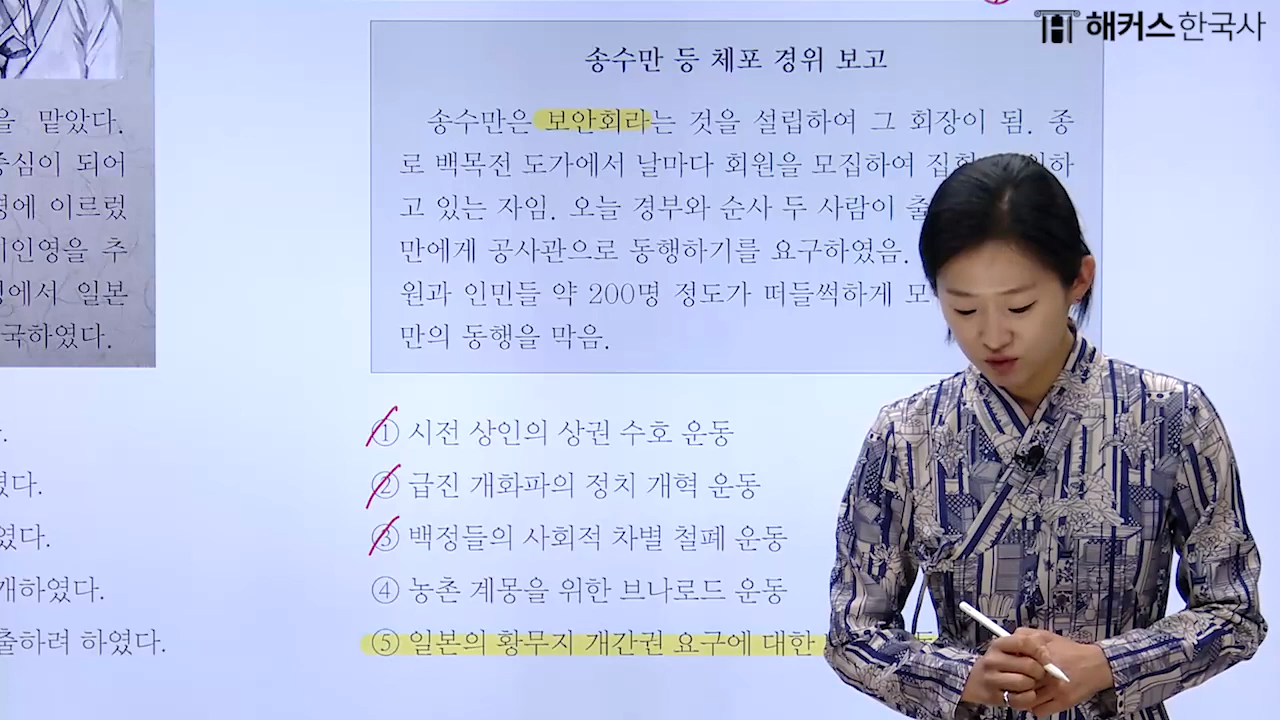 해커스한국사
송수만 등 체포 경위 보고
송수만은 보안회라는 것을 설립하여 그 회장이 됨. 종
로 백목전 도가에서 날마다 회원을 모집하여
고 있는 자임. 오늘 경부와 순사 두 사람이
만에게 공사관으로 동행하기를 요구하였음.
원과 인민들 약 200명 정도가 떠들썩하게
만의 동행을 막음.
① 시전 상인의 상권 수호 운동
② 급진 개화파의 정치 개혁 운동
③ 백정들의 사회적 차별 철폐 운동
④ 농촌 계몽을 위한 브나로드 운동
⑤ 일본의 황무지 개간권 요구에 대한
을 맡았다.
중심이 되어
에 이르렀
을 추
에서 일본
국하였다.
였다.
하였다.
출하려 하였다.